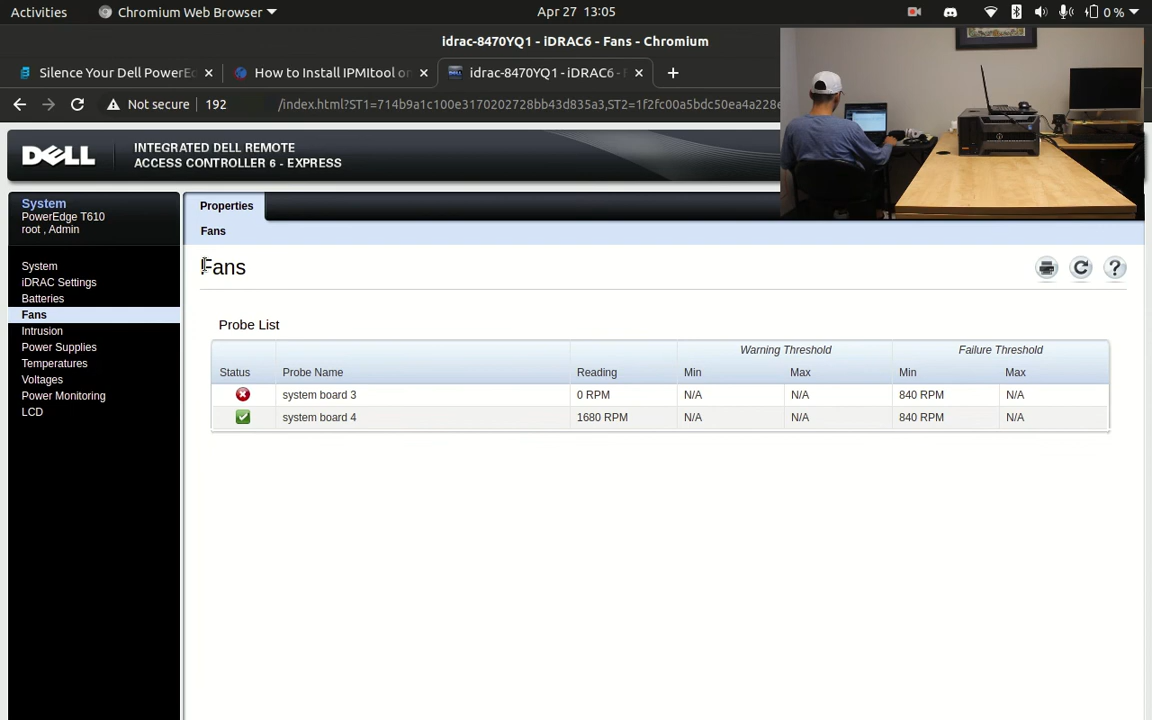 Activities
Chromium Web Browser
Apr 27 13:05
0 %
idrac-8470YQ1 - iDRAC6 - Fans - Chromium
Silence Your Dell PowerE
How to Install IPMItool o
idrac-8470YQ1 - iDRAC6 -
Not secure
192
/index.html?ST1=714b9a1c100e3170202728bb43d835a3,ST2=1f2fc00a5bdc50ea4a228e
DELL
INTEGRATED DELL REMOTE
ACCESS CONTROLLER 6 - EXPRESS
System
PowerEdge T610
root , Admin
System
iDRAC Settings
Batteries
Fans
Intrusion
Power Supplies
Temperatures
Voltages
Power Monitoring
LCD
Properties
Fans
Fans
Probe List
Warning Threshold
Failure Threshold
Status
Probe Name
Reading
Min
Max
Min
Max
system board 3
0 RPM
N/A
N/A
840 RPM
N/A
system board 4
1680 RPM
N/A
N/A
840 RPM
N/A